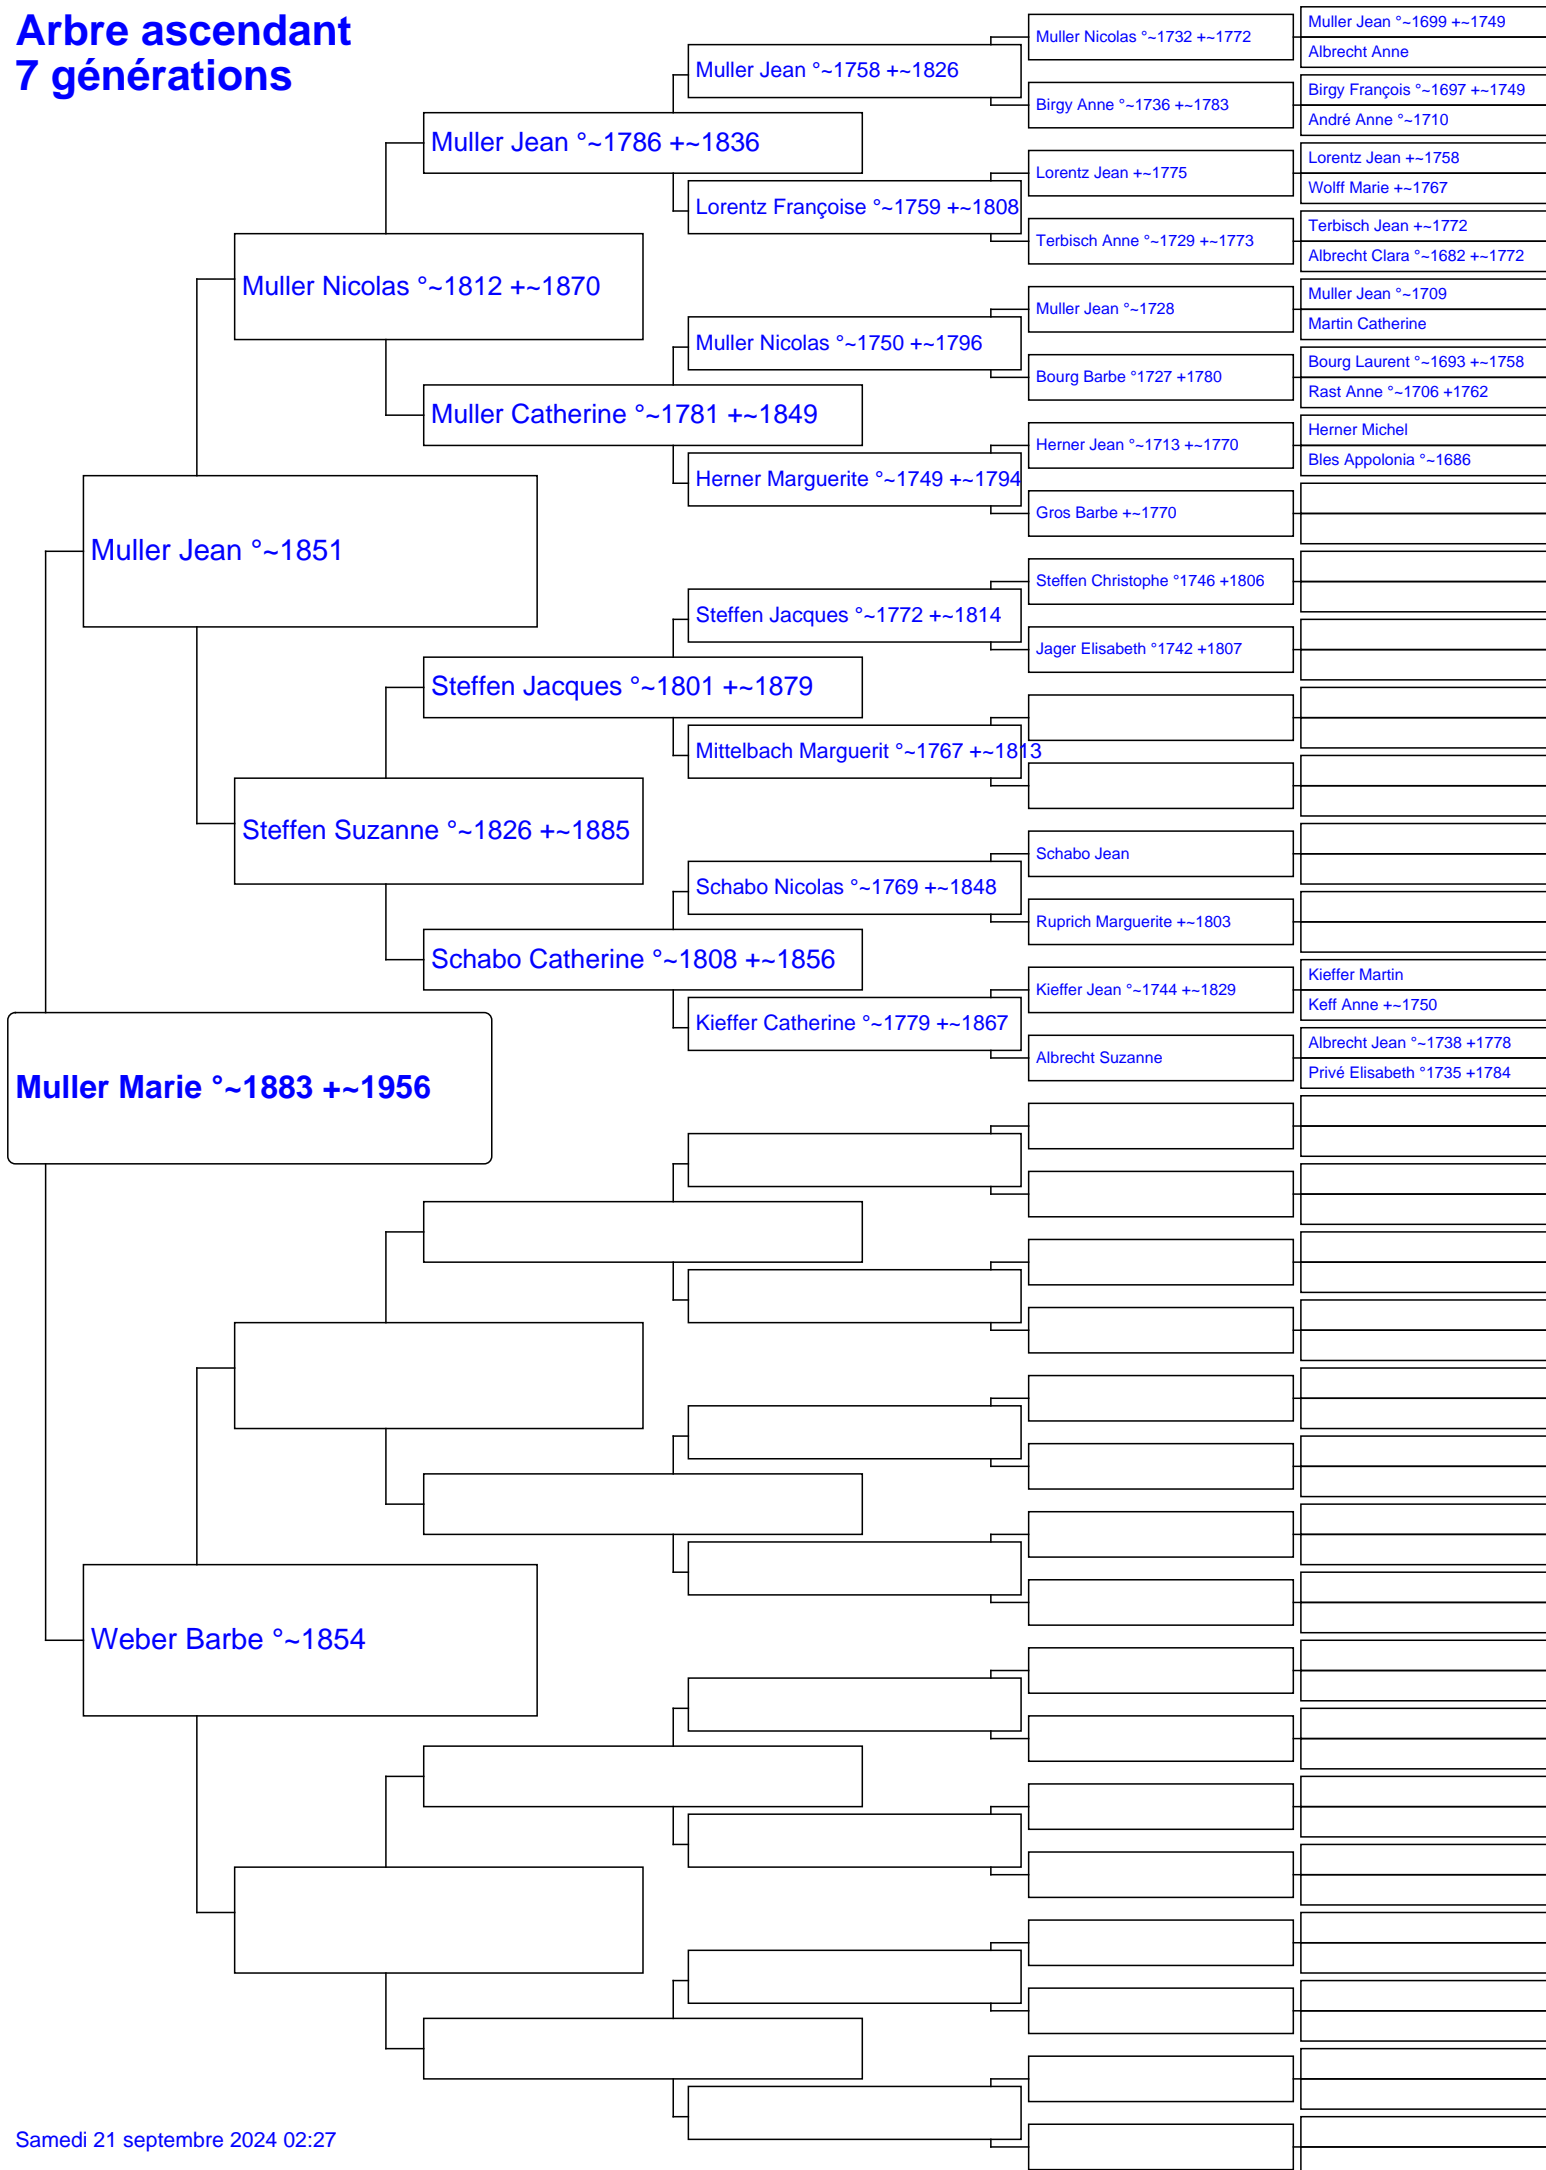 Arbre ascendant
7 générations
Muller Marie °~1883 +~1956
Muller Jean °~1851
Weber Barbe °~1854
Muller Nicolas °~1812 +~1870
Steffen Suzanne °~1826 +~1885
Muller Jean °~1786 +~1836
Muller Catherine °~1781 +~1849
Steffen Jacques °~1801 +~1879
Schabo Catherine °~1808 +~1856
Muller Jean °~1758 +~1826
Lorentz Françoise °~1759 +~1808
Muller Nicolas °~1750 +~1796
Herner Marguerite °~1749 +~1794
Steffen Jacques °~1772 +~1814
Mittelbach Marguerit °~1767 +~1813
Schabo Nicolas °~1769 +~1848
Kieffer Catherine °~1779 +~1867
Muller Nicolas °~1732 +~1772
Birgy Anne °~1736 +~1783
Lorentz Jean +~1775
Terbisch Anne °~1729 +~1773
Muller Jean °~1728
Bourg Barbe °1727 +1780
Herner Jean °~1713 +~1770
Gros Barbe +~1770
Steffen Christophe °1746 +1806
Jager Elisabeth °1742 +1807
Schabo Jean
Ruprich Marguerite +~1803
Kieffer Jean °~1744 +~1829
Albrecht Suzanne
Muller Jean °~1699 +~1749
Albrecht Anne
Birgy François °~1697 +~1749
André Anne °~1710
Lorentz Jean +~1758
Wolff Marie +~1767
Terbisch Jean +~1772
Albrecht Clara °~1682 +~1772
Muller Jean °~1709
Martin Catherine
Bourg Laurent °~1693 +~1758
Rast Anne °~1706 +1762
Herner Michel
Bles Appolonia °~1686
Kieffer Martin
Keff Anne +~1750
Albrecht Jean °~1738 +1778
Privé Elisabeth °1735 +1784
Samedi 21 septembre 2024 02:27